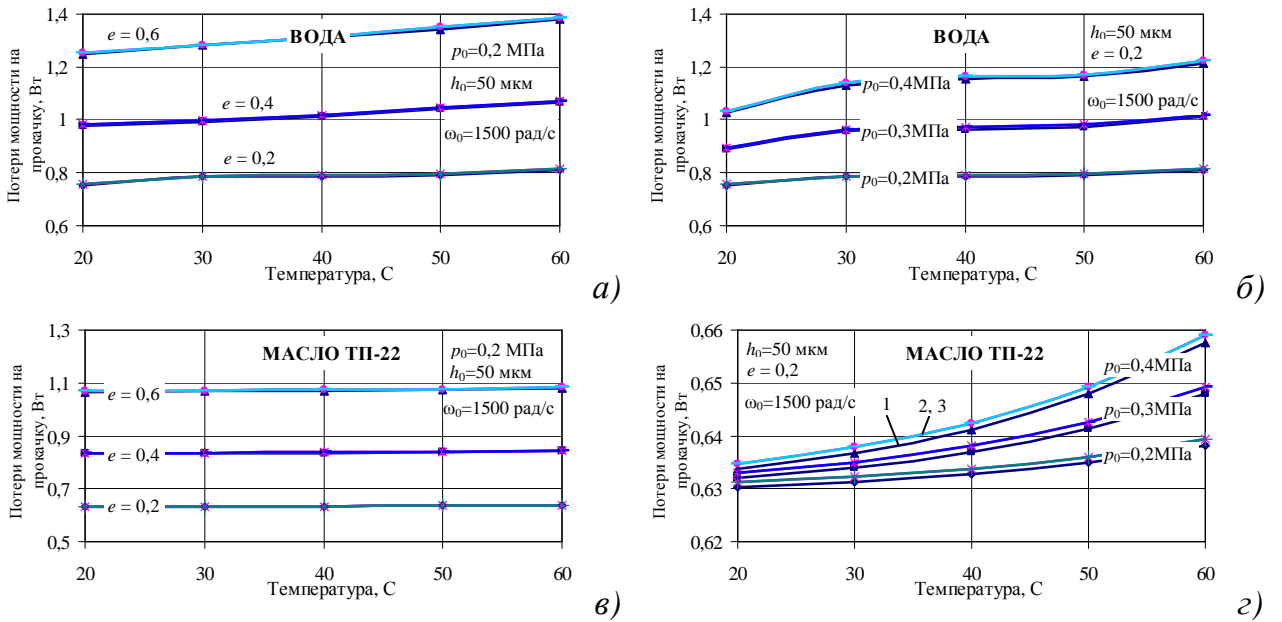 1,4
1,2
1
0,8
0,6
Потери мощности на
прокачку, Вт
e = 0,6
ВОДА
p0=0,2 МПа
h0=50 мкм
e = 0,4
ω0=1500 рад/с
e = 0,2
20 30 40 50 60
Температура, С
а)
1,4
1,2
1
0,8
0,6
Потери мощности на
прокачку, Вт
ВОДА
h0=50 мкм
e = 0,2
p0=0,4МПа
ω0=1500 рад/с
p0=0,3МПа
p0=0,2МПа
20 30 40 50 60
Температура, С
б)
1,3
1,1
0,9
0,7
0,5
Потери мощности на
прокачку, Вт
МАСЛО ТП-22
p0=0,2 МПа
h0=50 мкм
e = 0,6
ω0=1500 рад/с
e = 0,4
e = 0,2
20 30 40 50 60
Температура, С
в)
0,66
0,65
0,64
0,63
0,62
Потери мощности на
прокачку, Вт
h0=50 мкм
МАСЛО ТП-22
e = 0,2
p0=0,4МПа
ω0=1500 рад/с
1
2, 3
p0=0,3МПа
p0=0,2МПа
20 30 40 50 60
Температура, С
г)